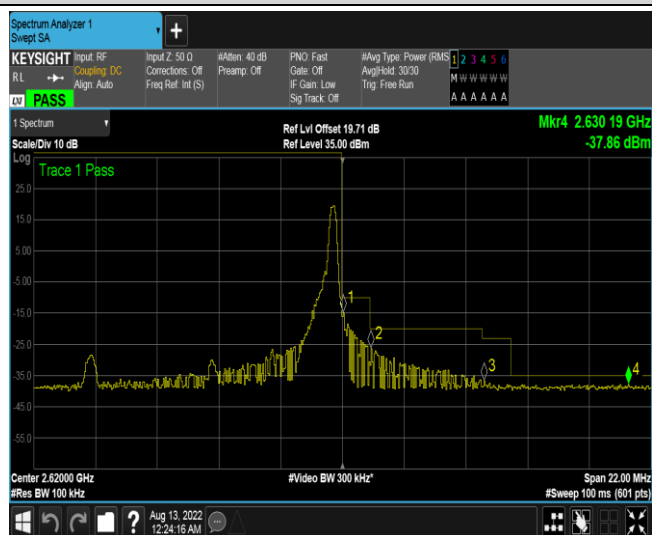 Spectrum Analyzer 1
Swept SA
+
KEYSIGHT Input: RF Input Z: 50 Ω #Atten: 40 dB PNO: Fast #Avg Type: Power (RMS 1 2 3 4 5 6
RL Coupling: DC Corrections: Off Preamp: Off Gate: Off Avg|Hold: 30/30 M W W W W W
Align: Auto Freq Ref: Int (S) IF Gain: Low Trig: Free Run
LXI PASS Sig Track: Off A A A A A A
1 Spectrum Ref Lvl Offset 19.71 dB Mkr4 2.630 19 GHz
Scale/Div 10 dB Ref Level 35.00 dBm -37.86 dBm
Log
Trace 1 Pass
25.0
15.0
5.00
-5.00
1
-15.0
2
-25.0
3
4
-35.0
-45.0
-55.0
Center 2.62000 GHz #Video BW 300 kHz* Span 22.00 MHz
#Res BW 100 kHz #Sweep 100 ms (601 pts)
? Aug 13, 2022
12:24:16 AM